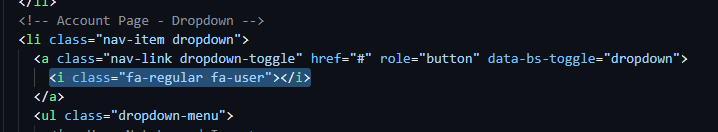 </li>
<!-- Account Page - Dropdown -->
<li class="nav-item dropdown">
<a class="nav-link dropdown-toggle" href="#" role="button" data-bs-toggle="dropdown">
<i class="fa-regular fa-user"></i>
</a>
<ul class="dropdown-menu">